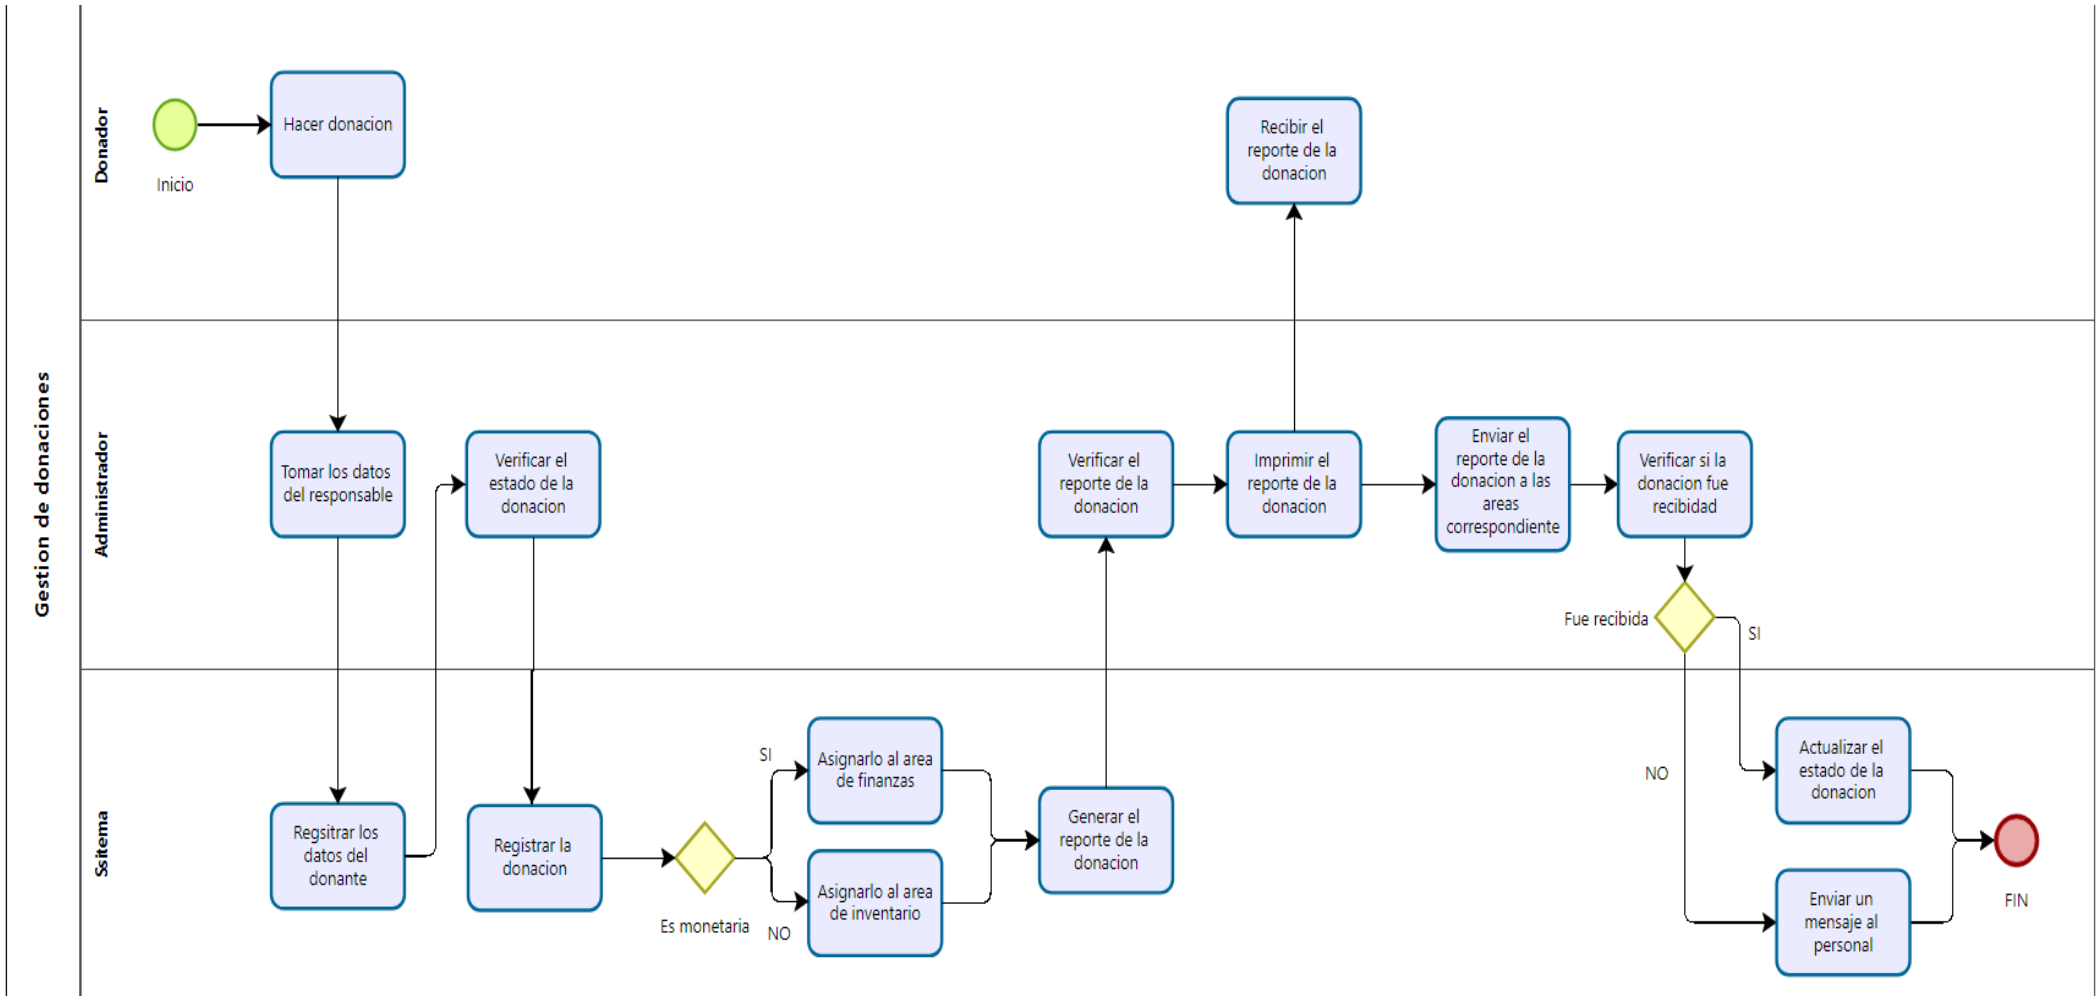 Gestion de donaciones
Donador
Inicio
Hacer donacion
Recibir el
reporte de la
donacion
Administrador
Tomar los datos
del responsable
Verificar el
estado de la
donacion
Verificar el
reporte de la
donacion
Imprimir el
reporte de la
donacion
Enviar el
reporte de la
donacion a las
areas
correspondiente
Verificar si la
donacion fue
recibidad
Fue recibida
SI
NO
Ssitema
Regsitrar los
datos del
donante
Registrar la
donacion
Es monetaria
SI
NO
Asignarlo al area
de finanzas
Asignarlo al area
de inventario
Generar el
reporte de la
donacion
Actualizar el
estado de la
donacion
Enviar un
mensaje al
personal
FIN